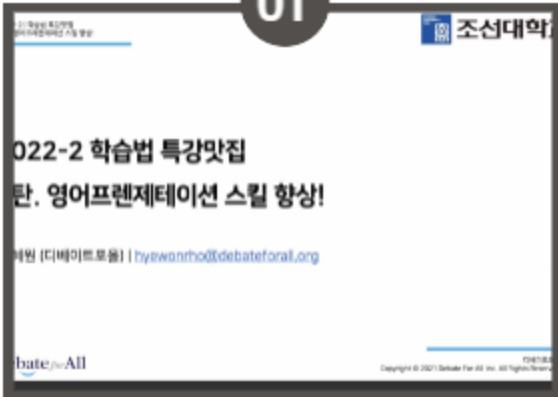 01
조선대학
022-2 학습법 특강맛집
탄. 영어프렌제테이션 스킬 향상!
혜원 (디베이트포올) | hyewonrho@debateforall.org
bate for All
Copyright © 2021 Debate For All Inc. All Rights Reserv